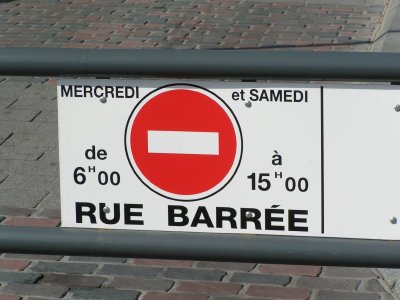 MERCREDI et SAMEDI
de à
6H00 15H00
RUE BARRÉE